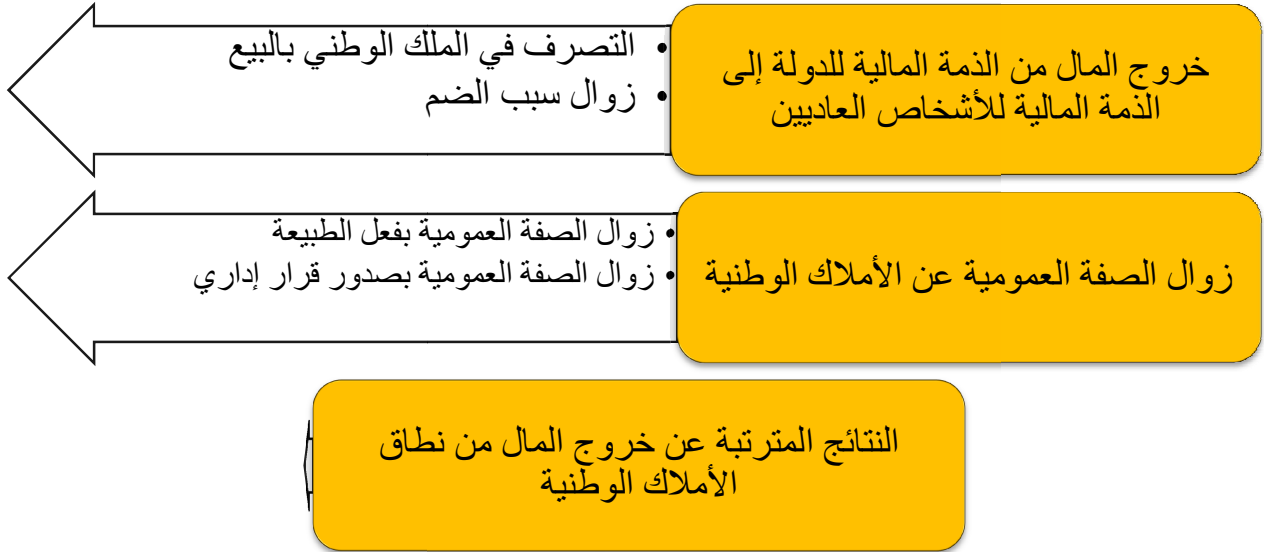 خروج المال من الذمة المالية للدولة إلى
الذمة المالية للأشخاص العاديين
• التصرف في الملك الوطني بالبيع
• زوال سبب الضم
زوال الصفة العمومية عن الأملاك الوطنية
• زوال الصفة العمومية بفعل الطبيعة
• زوال الصفة العمومية بصدور قرار إداري
النتائج المترتبة عن خروج المال من نطاق
الأملاك الوطنية